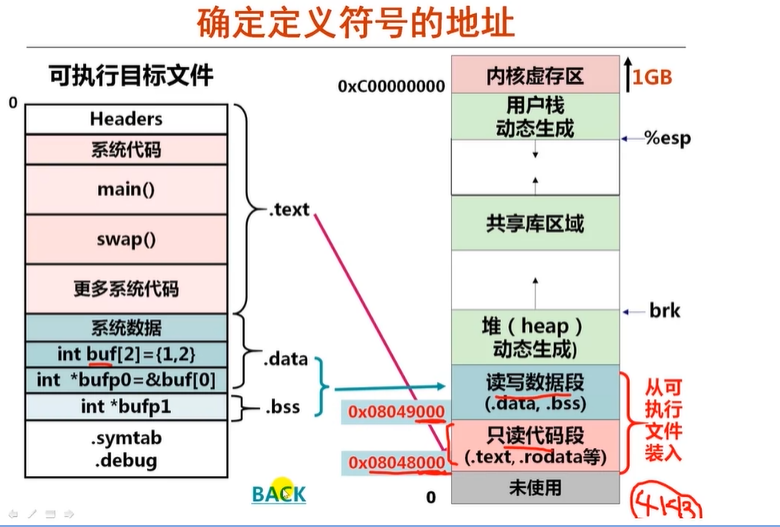 确定定义符号的地址
可执行目标文件
0
Headers
系统代码
main()
swap()
更多系统代码
系统数据
int buf[2]={1,2}
int *bufp0=&buf[0]
int *bufp1
.symtab
.debug
.text
.data
.bss
BACK
0xC00000000
内核虚存区
1GB
用户栈
动态生成
%esp
共享库区域
brk
堆（heap）
动态生成)
读写数据段
(.data, .bss)
0x08049000
只读代码段
(.text, .rodata等)
0x08048000
未使用
0
从可
执行
文件
装入
4KB